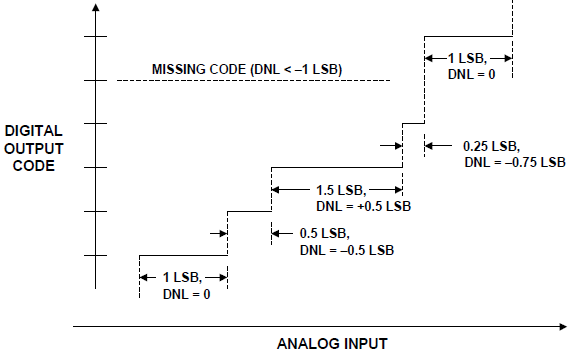 MISSING CODE (DNL < –1 LSB)
1 LSB,
DNL = 0
DIGITAL
OUTPUT
CODE
0.25 LSB,
DNL = –0.75 LSB
1.5 LSB,
DNL = +0.5 LSB
0.5 LSB,
DNL = –0.5 LSB
1 LSB,
DNL = 0
ANALOG INPUT